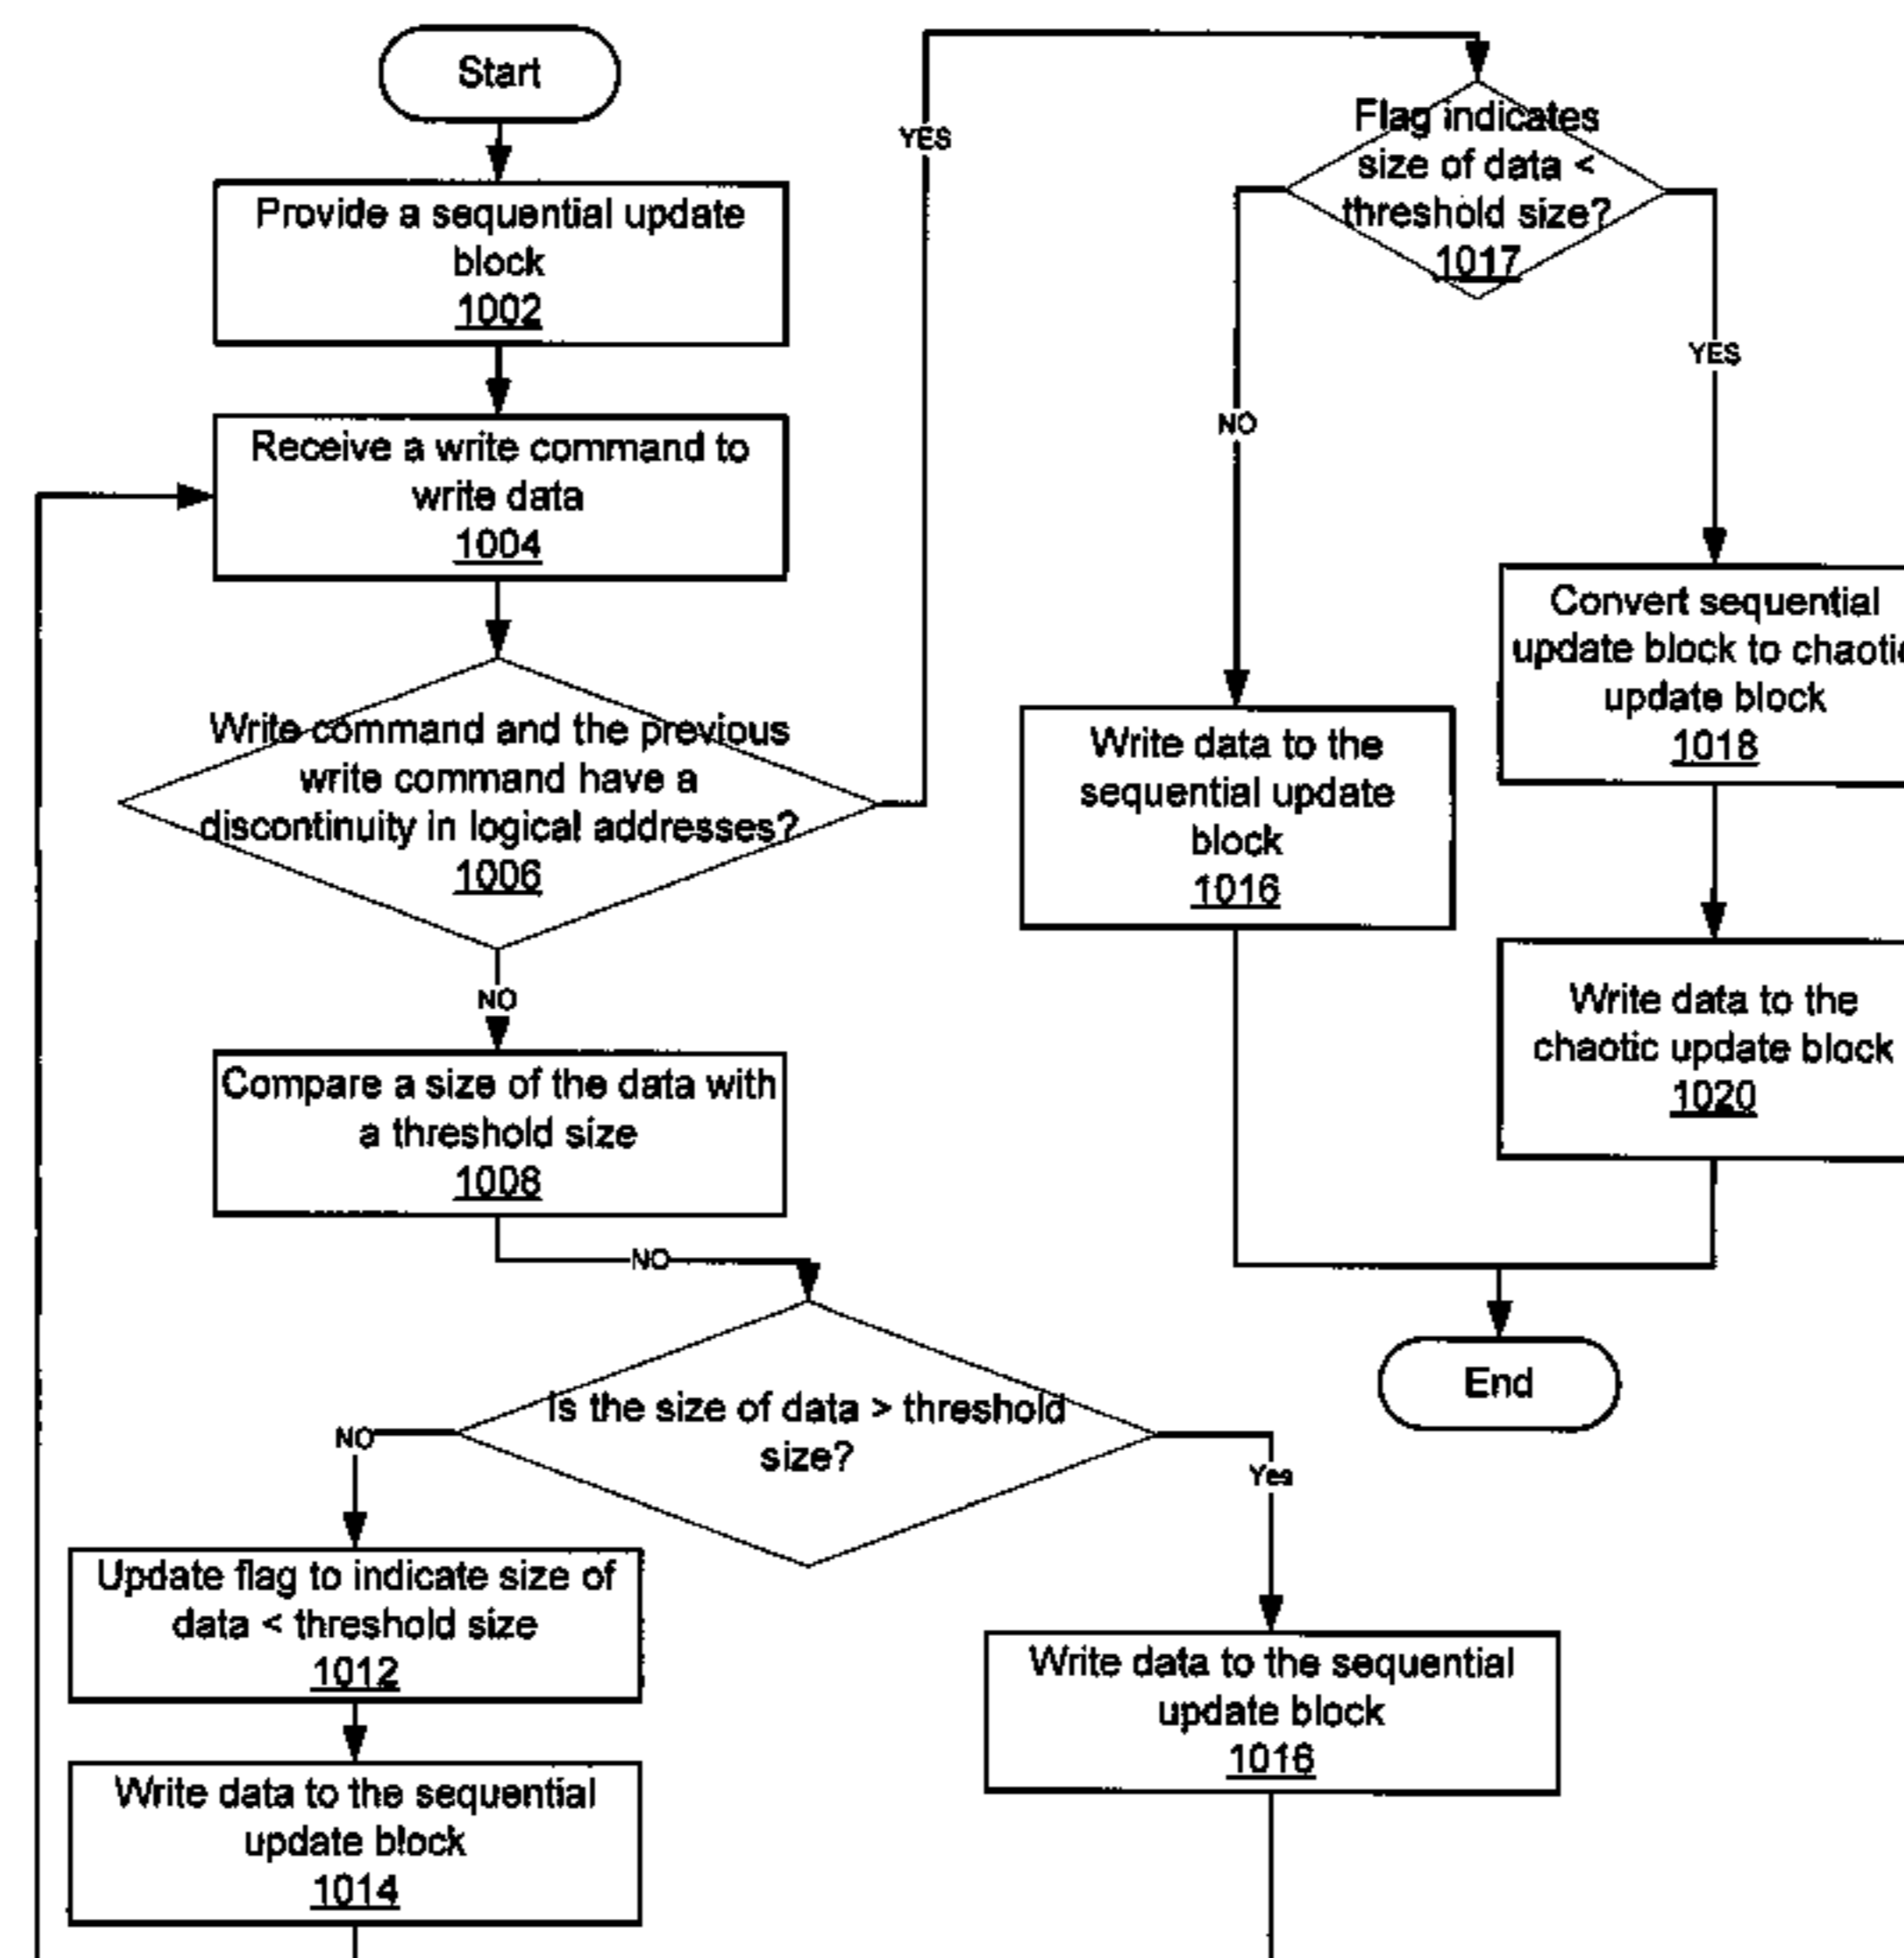 Start
Provide a sequential update
block
1002
Receive a write command to
write data
1004
Write command and the previous
write command have a
discontinuity in logical addresses?
1006
YES
NO
Compare a size of the data with
a threshold size
1008
NO
Is the size of data > threshold
size?
NO
Yes
Update flag to indicate size of
data < threshold size
1012
Write data to the sequential
update block
1014
Write data to the sequential
update block
1016
Flag indicates
size of data <
threshold size?
1017
NO
YES
Write data to the
sequential update
block
1016
Convert sequential
update block to chaotic
update block
1018
Write data to the
chaotic update block
1020
End